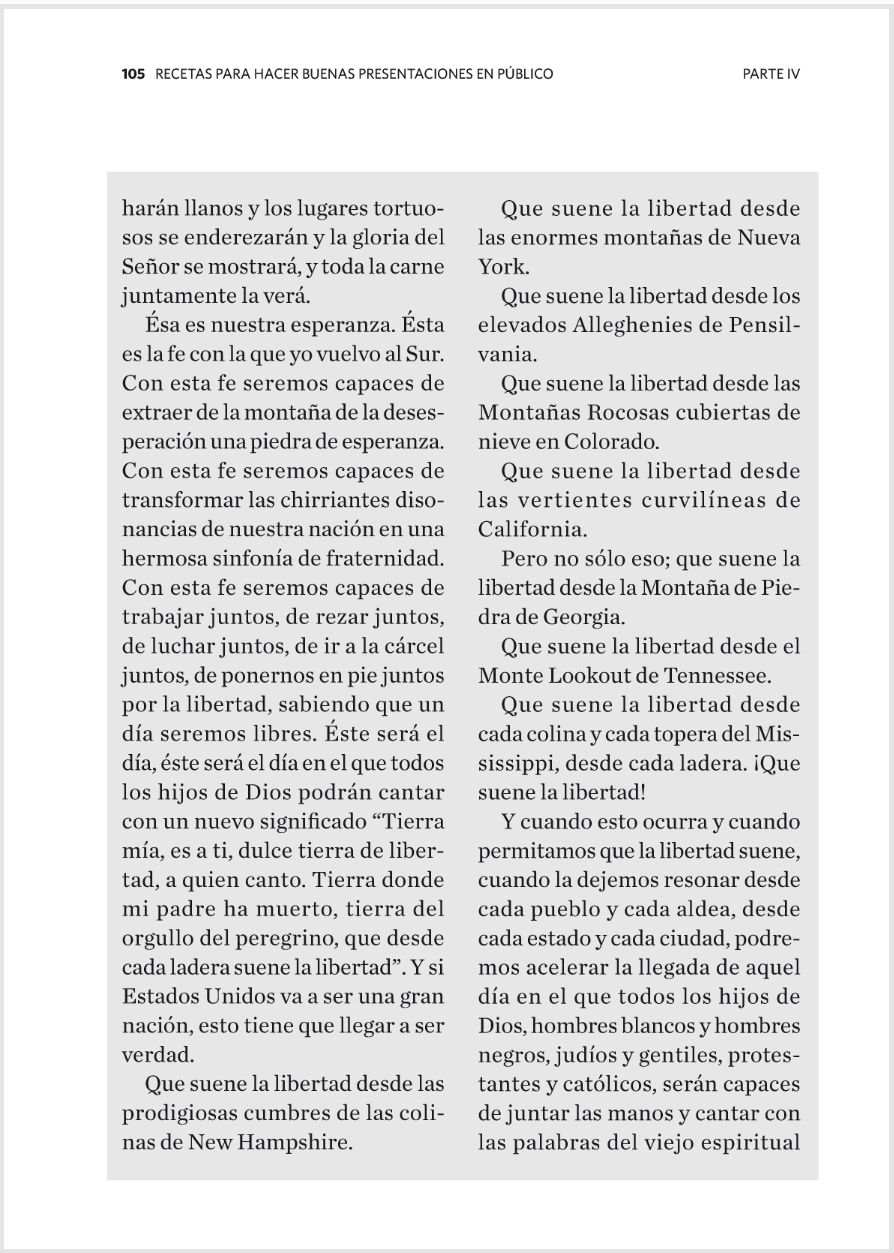 105 RECETAS PARA HACER BUENAS PRESENTACIONES EN PÚBLICO PARTE IV
harán llanos y los lugares tortuo-
sos se enderezarán y la gloria del
Señor se mostrará, y toda la carne
juntamente la verá.
Ésa es nuestra esperanza. Ésta
es la fe con la que yo vuelvo al Sur.
Con esta fe seremos capaces de
extraer de la montaña de la deses-
peración una piedra de esperanza.
Con esta fe seremos capaces de
transformar las chirriantes diso-
nancias de nuestra nación en una
hermosa sinfonía de fraternidad.
Con esta fe seremos capaces de
trabajar juntos, de rezar juntos,
de luchar juntos, de ir a la cárcel
juntos, de ponernos en pie juntos
por la libertad, sabiendo que un
día seremos libres. Éste será el
día, éste será el día en el que todos
los hijos de Dios podrán cantar
con un nuevo significado “Tierra
mía, es a ti, dulce tierra de liber-
tad, a quien canto. Tierra donde
mi padre ha muerto, tierra del
orgullo del peregrino, que desde
cada ladera suene la libertad”. Y si
Estados Unidos va a ser una gran
nación, esto tiene que llegar a ser
verdad.
Que suene la libertad desde las
prodigiosas cumbres de las coli-
nas de New Hampshire.
Que suene la libertad desde
las enormes montañas de Nueva
York.
Que suene la libertad desde los
elevados Alleghenies de Pensil-
vania.
Que suene la libertad desde las
Montañas Rocosas cubiertas de
nieve en Colorado.
Que suene la libertad desde
las vertientes curvilíneas de
California.
Pero no sólo eso; que suene la
libertad desde la Montaña de Pie-
dra de Georgia.
Que suene la libertad desde el
Monte Lookout de Tennessee.
Que suene la libertad desde
cada colina y cada topera del Mis-
sissippi, desde cada ladera. ¡Que
suene la libertad!
Y cuando esto ocurra y cuando
permitamos que la libertad suene,
cuando la dejemos resonar desde
cada pueblo y cada aldea, desde
cada estado y cada ciudad, podre-
mos acelerar la llegada de aquel
día en el que todos los hijos de
Dios, hombres blancos y hombres
negros, judíos y gentiles, protes-
tantes y católicos, serán capaces
de juntar las manos y cantar con
las palabras del viejo espiritual